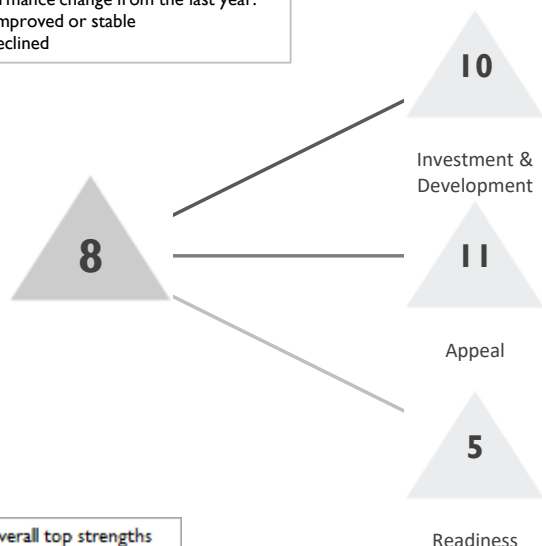 mance change from the last year:
mproved or stable
eclined
10
Investment &
Development
8
11
Appeal
5
verall top strengths
Readiness